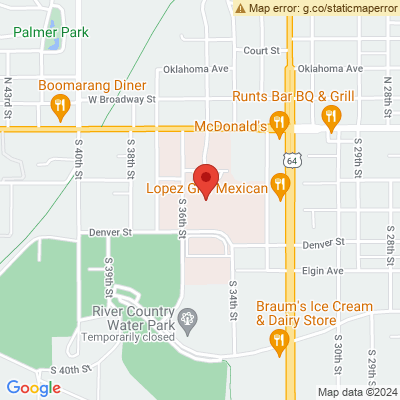 Map error: g.co/staticmaperror
Palmer Park
Court St
Oklahoma Ave
Oklahoma Ave
N 43rd St
Boomarang Diner
W Broadway St
Runts Bar BQ & Grill
N 28th St
McDonald's
S 40th St
S 38th St
64
S 29th St
Lopez Gr
Mexican
S 36th St
Denver St
Denver St
S 28th St
S 39th St
Elgin Ave
S 34th St
River Country
Water Park
Temporarily closed
Braum's Ice Cream
& Dairy Store
S 30th St
S 29th St
S 40th St
Google
Map data ©2024